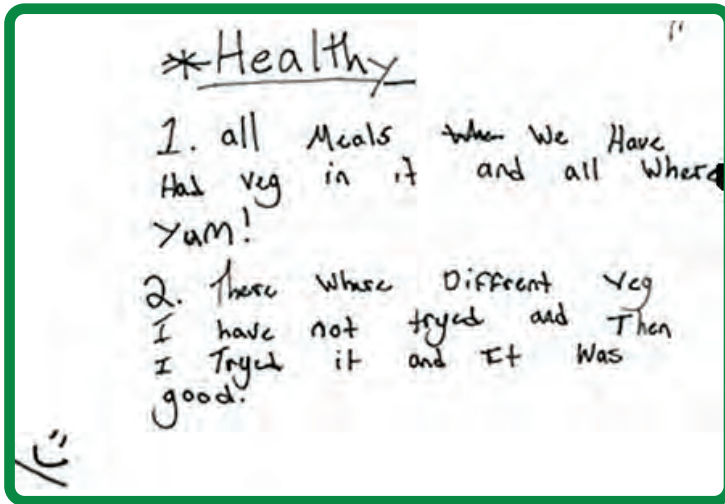 *Healthy
1. all Meals when We Have
Had veg in it and all Where
Yum!
2. There Where Diffrent Veg
I have not tryed and Then
I Tryed it and It Was
good.